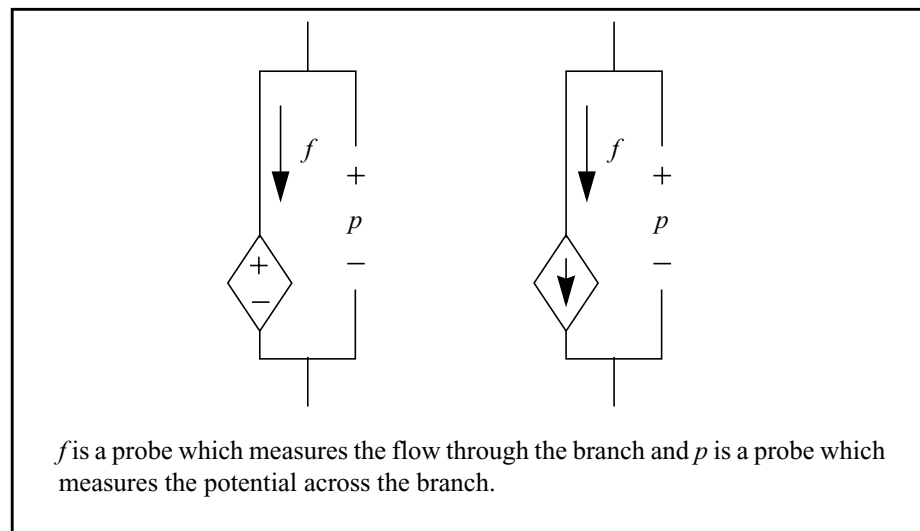 f
+
p
−
+
−
f
+
p
−
f is a probe which measures the flow through the branch and p is a probe which
measures the potential across the branch.